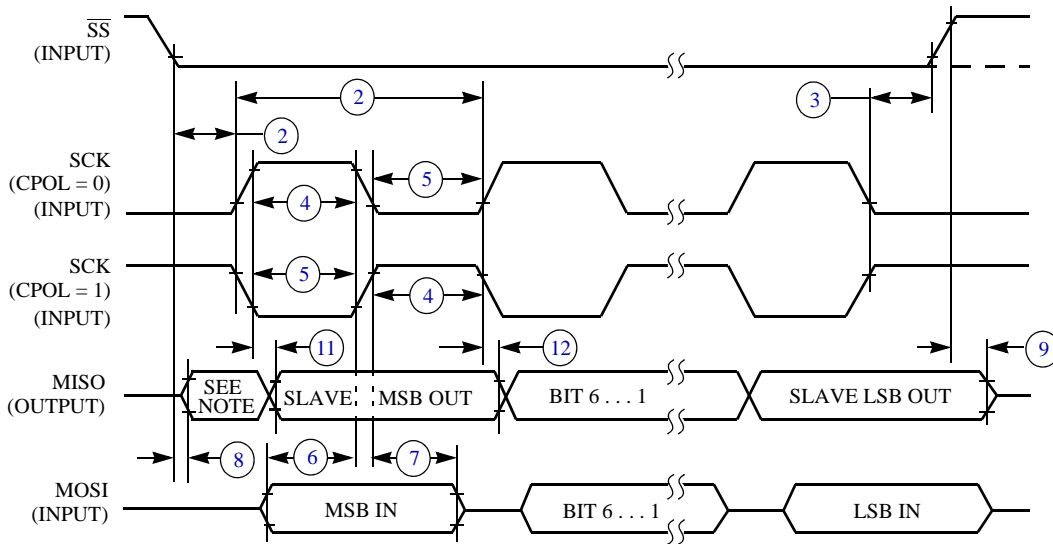 SS
(INPUT)
2
3
2
SCK
(CPOL = 0)
(INPUT)
5
4
SCK
(CPOL = 1)
(INPUT)
5
4
11
12
9
MISO
(OUTPUT)
SEE
NOTE
SLAVE
MSB OUT
BIT 6 . . . 1
SLAVE LSB OUT
8
6
7
MOSI
(INPUT)
MSB IN
BIT 6 . . . 1
LSB IN